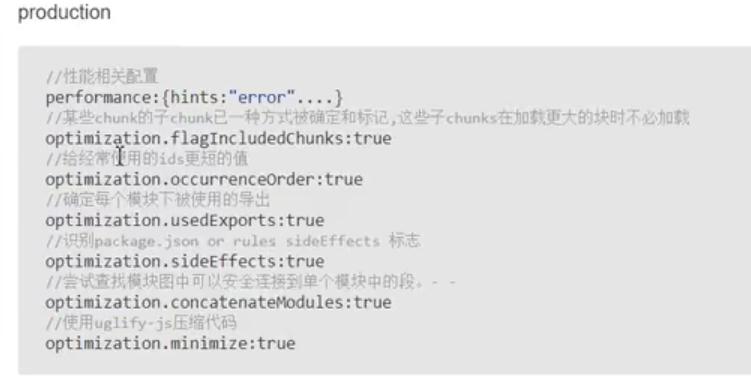 production
//性能相关配置
performance:{hints:"error"....}
//某些chunk的子chunk已一种方式被确定和标记,这些子chunks在加载更大的块时不必加载
optimization.flagIncludedChunks:true
//给经常使用的ids更短的值
optimization.occurrenceOrder:true
//确定每个模块下被使用的导出
optimization.usedExports:true
//识别package.json or rules sideEffects 标志
optimization.sideEffects:true
//尝试查找模块图中可以安全连接到单个模块中的段。- -
optimization.concatenateModules:true
//使用uglify-js压缩代码
optimization.minimize:true